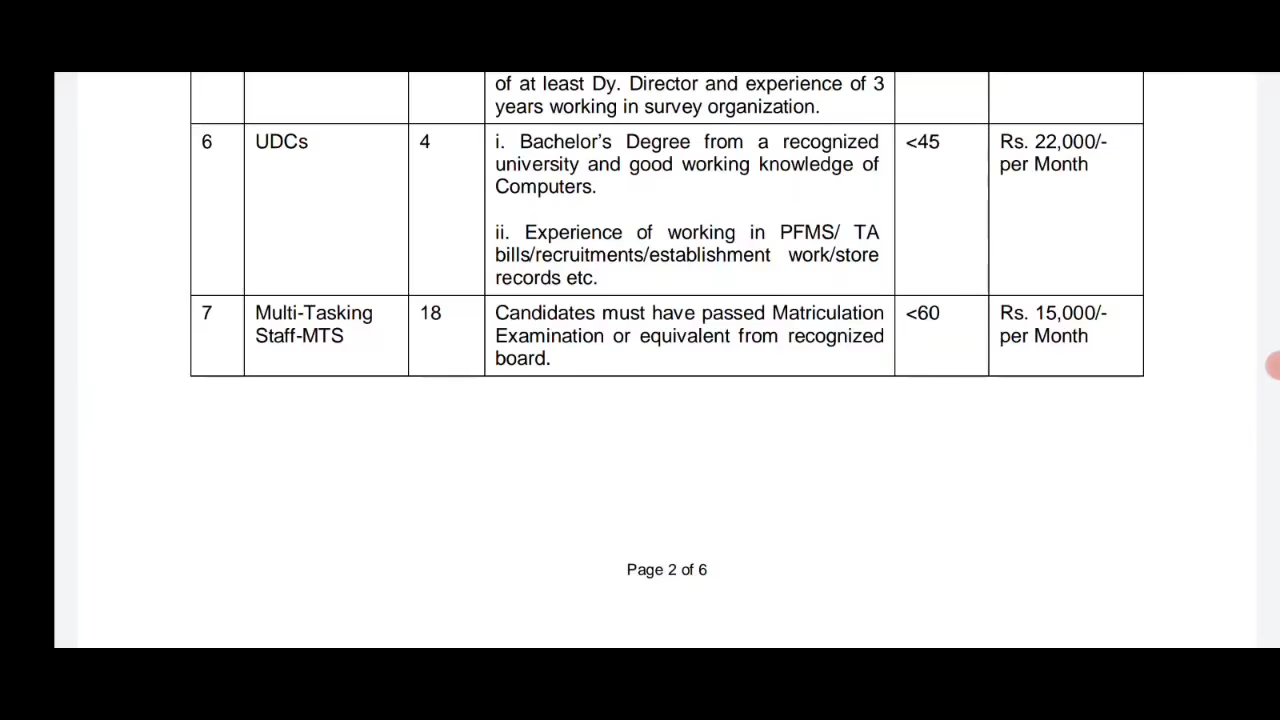 of at least Dy. Director and experience of 3
years working in survey organization.
6 UDCs 4 i. Bachelor’s Degree from a recognized <45 Rs. 22,000/-
university and good working knowledge of per Month
Computers.
ii. Experience of working in PFMS/ TA
bills/recruitments/establishment work/store
records etc.
7 Multi-Tasking 18 Candidates must have passed Matriculation <60 Rs. 15,000/-
Staff-MTS Examination or equivalent from recognized per Month
board.
Page 2 of 6